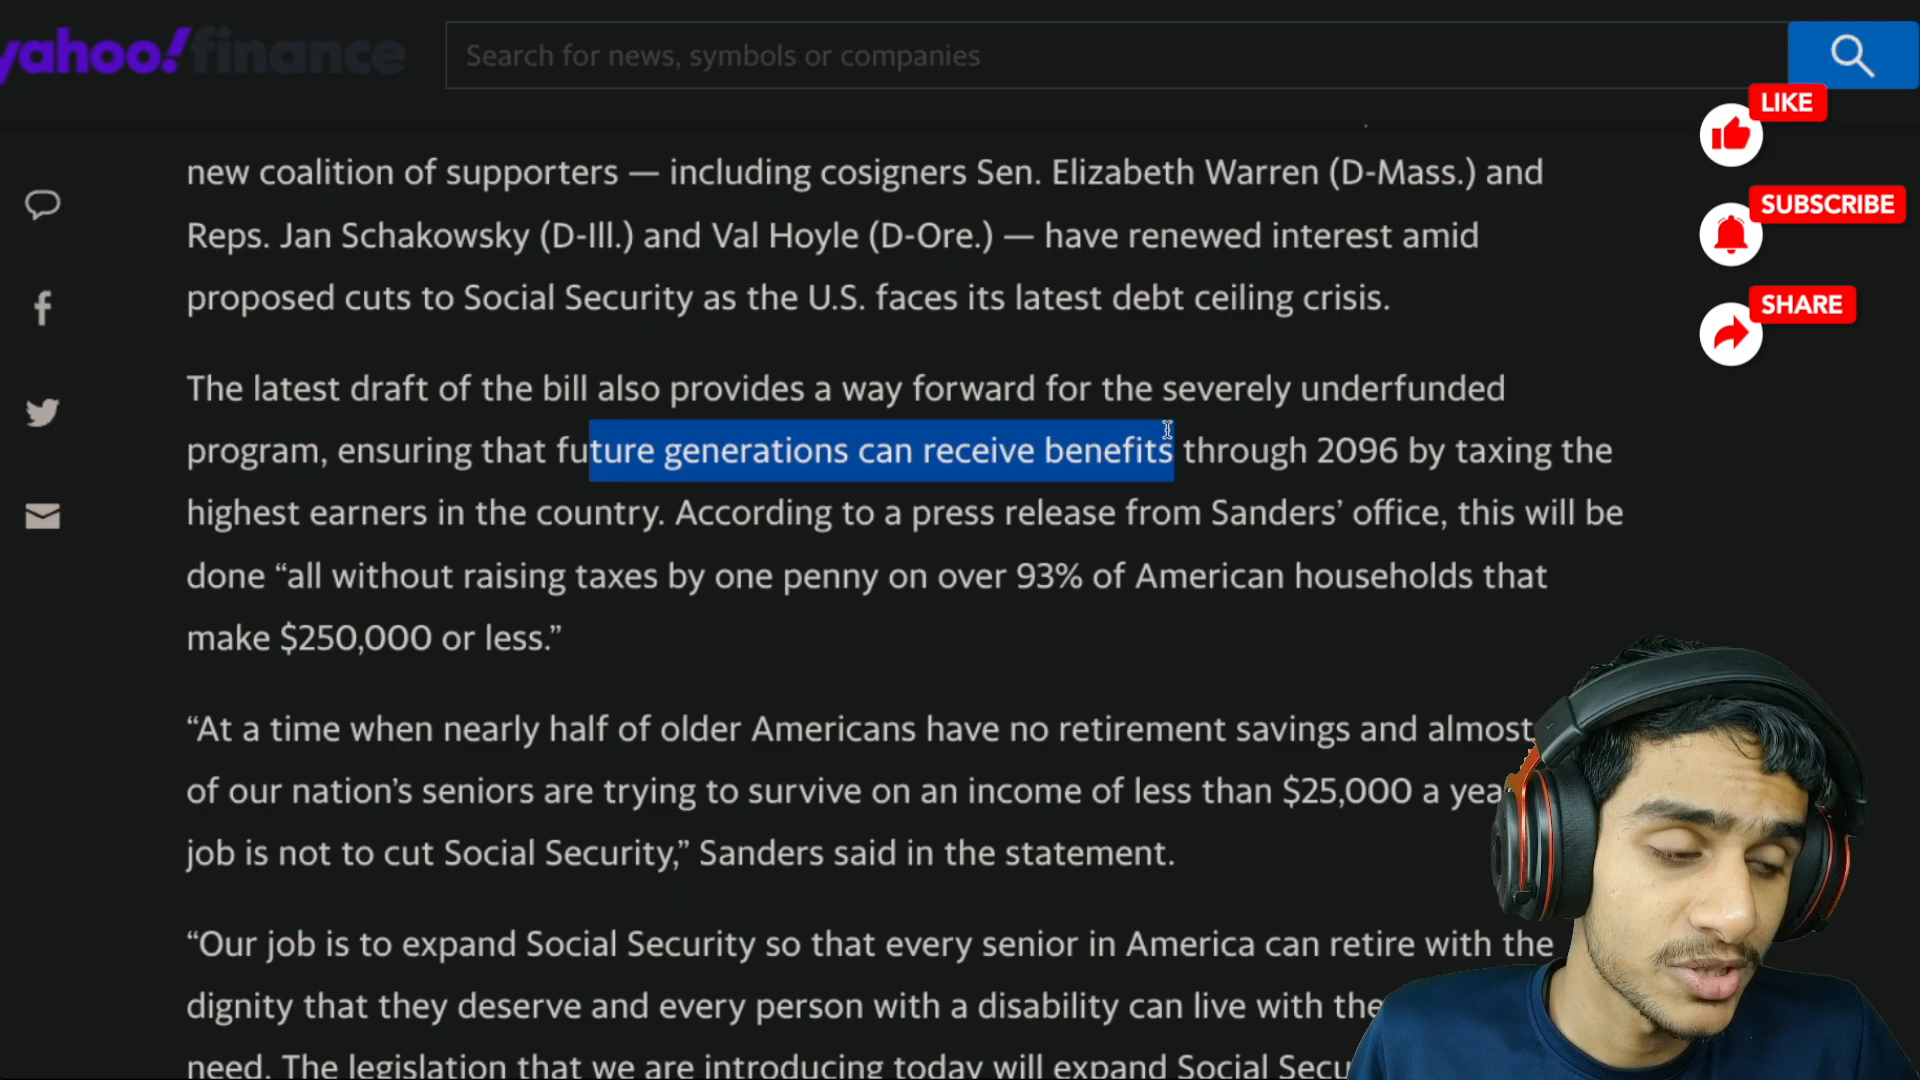 yahoo!finance
Search for news, symbols or companies
LIKE
SUBSCRIBE
SHARE
new coalition of supporters — including cosigners Sen. Elizabeth Warren (D-Mass.) and
Reps. Jan Schakowsky (D-Ill.) and Val Hoyle (D-Ore.) — have renewed interest amid
proposed cuts to Social Security as the U.S. faces its latest debt ceiling crisis.
The latest draft of the bill also provides a way forward for the severely underfunded
program, ensuring that future generations can receive benefits through 2096 by taxing the
highest earners in the country. According to a press release from Sanders’ office, this will be
done “all without raising taxes by one penny on over 93% of American households that
make $250,000 or less.”
“At a time when nearly half of older Americans have no retirement savings and almost
of our nation’s seniors are trying to survive on an income of less than $25,000 a yea
job is not to cut Social Security,” Sanders said in the statement.
“Our job is to expand Social Security so that every senior in America can retire with the
dignity that they deserve and every person with a disability can live with the
need. The legislation that we are introducing today will expand Social Secu